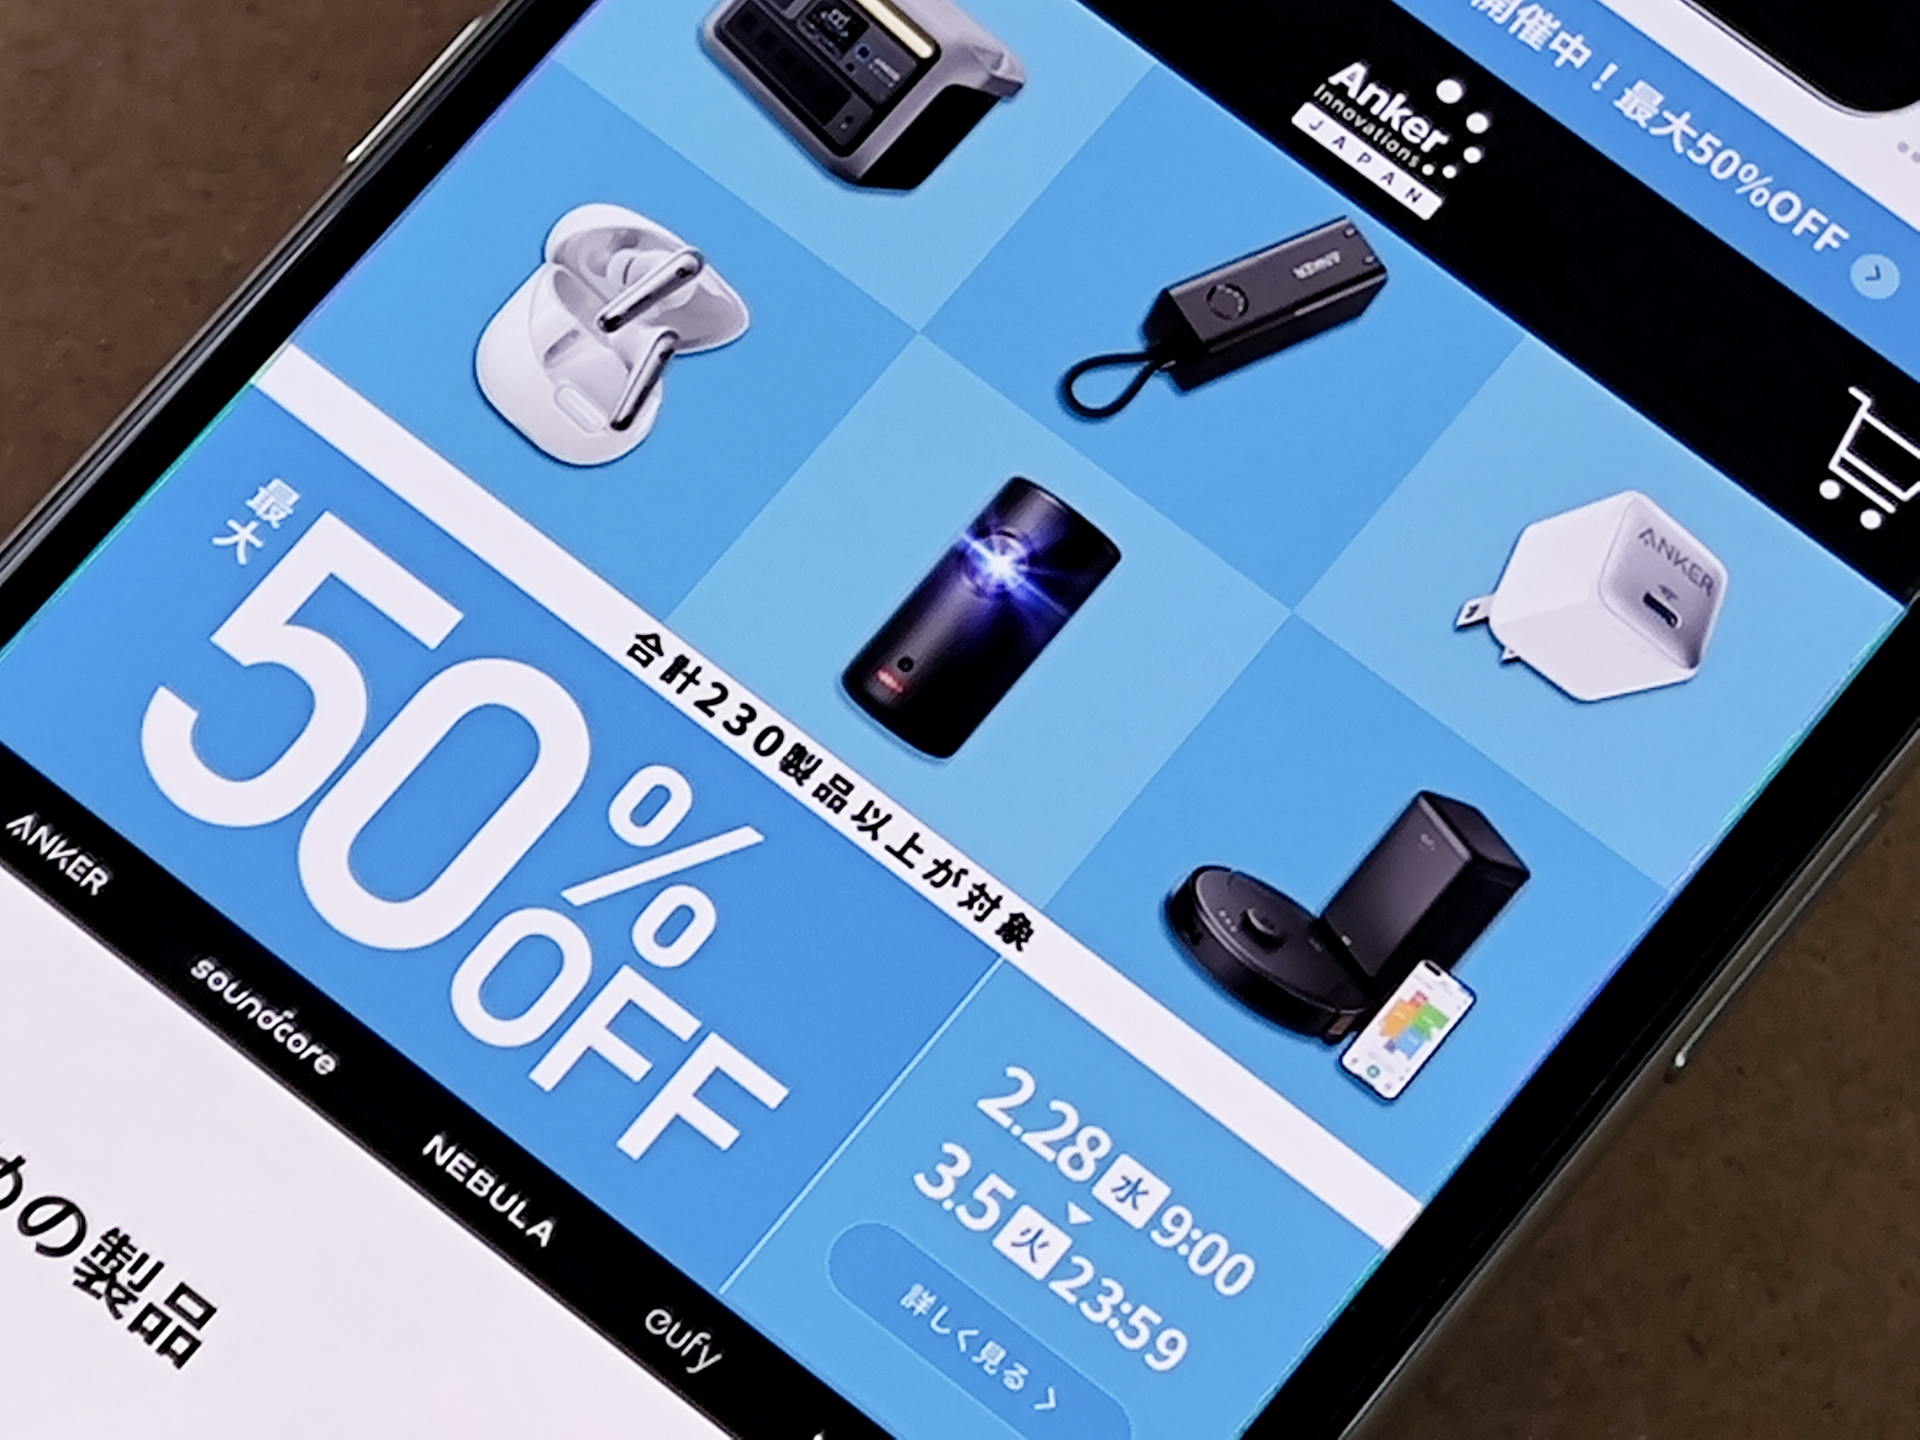 開催中！最大50%OFF
Anker
Innovations
JAPAN
ANKER
ANKER
合計230製品以上が対象
最大
50%
OFF
2.28 水 9:00
3.5 火 23:59
詳しく見る
ANKER
soundcore
NEBULA
eufy
めの製品